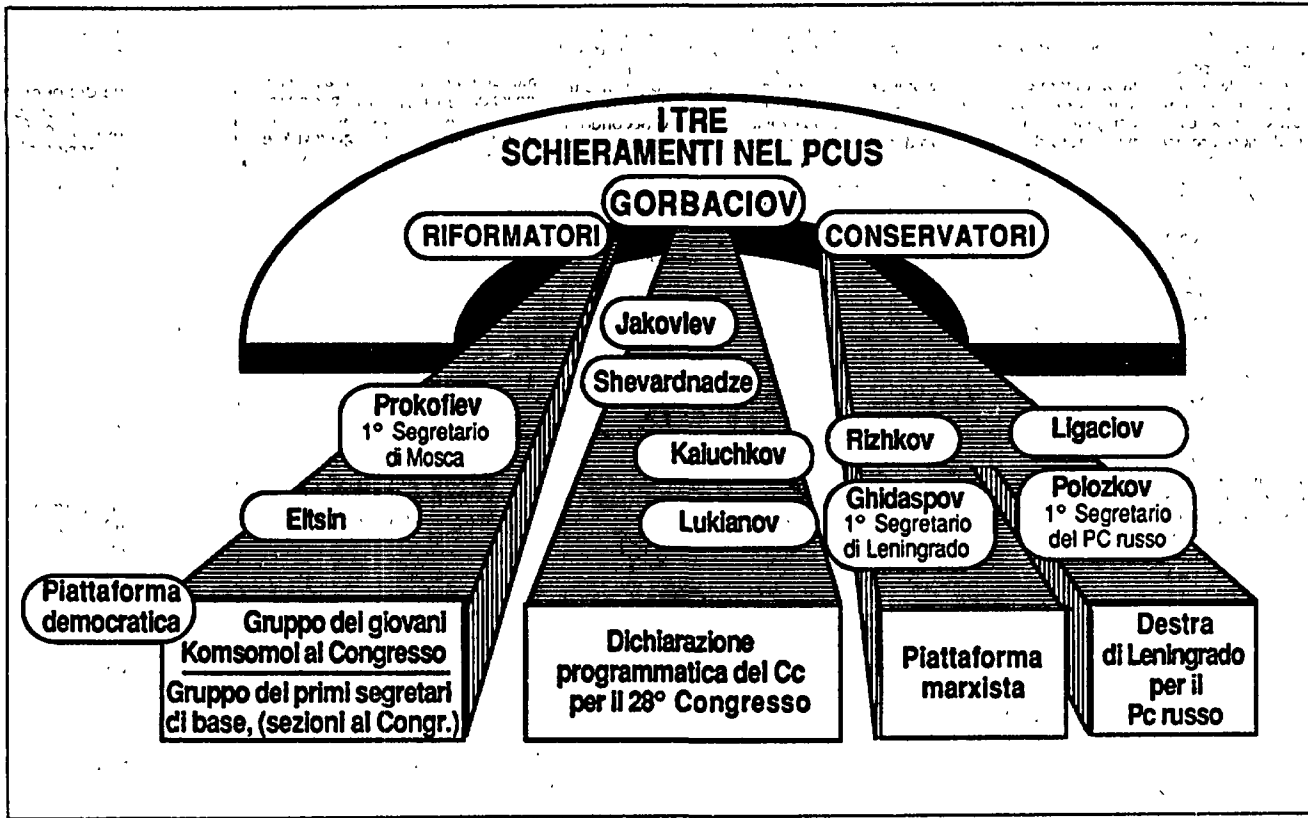 I TRE
SCHIERAMENTI NEL PCUS
GORBACIOV
RIFORMATORI
CONSERVATORI
Jakovlev
Shevardnadze
Prokofiev
1° Segretario
di Mosca
Kaiuchkov
Rizhkov
Ligaciov
Eltsin
Lukianov
Ghidaspov
1° Segretario
di Leningrado
Polozkov
1° Segretario
del PC russo
Piattaforma
democratica
Gruppo dei giovani
Komsomol al Congresso
Gruppo dei primi segretari
di base, (sezioni al Congr.)
Dichiarazione
programmatica del Cc
per il 28° Congresso
Piattaforma
marxista
Destra
di Leningrado
per il
Pc russo